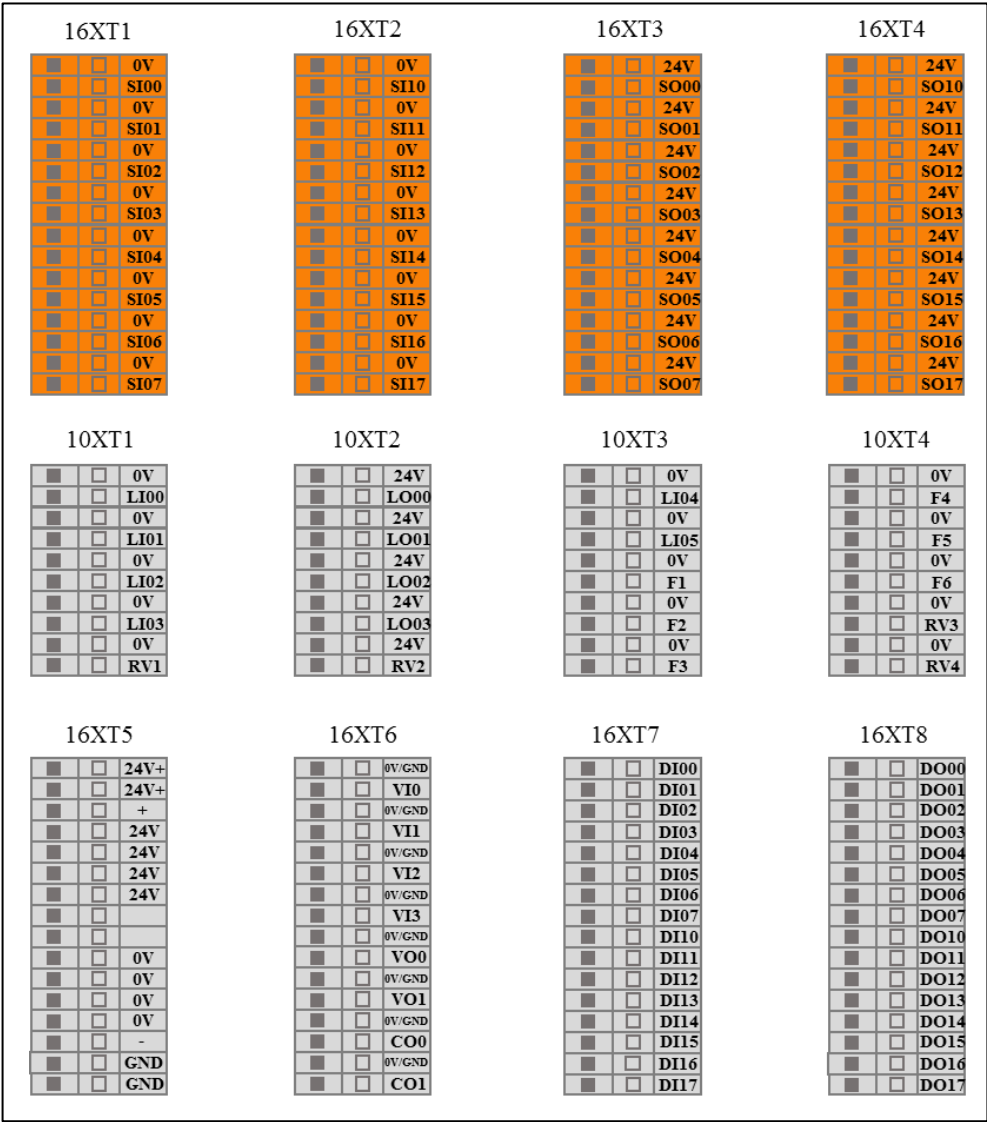 16XT1 16XT2 16XT3 16XT4
0V 0V 24V 24V
SI00 SI10 SO00 SO10
0V 0V 24V 24V
SI01 SI11 SO01 SO11
0V 0V 24V 24V
SI02 SI12 SO02 SO12
0V 0V 24V 24V
SI03 SI13 SO03 SO13
0V 0V 24V 24V
SI04 SI14 SO04 SO14
0V 0V 24V 24V
SI05 SI15 SO05 SO15
0V 0V 24V 24V
SI06 SI16 SO06 SO16
0V 0V 24V 24V
SI07 SI17 SO07 SO17
10XT1 10XT2 10XT3 10XT4
0V 24V 0V 0V
LI00 LO00 LI04 F4
0V 24V 0V 0V
LI01 LO01 LI05 F5
0V 24V 0V 0V
LI02 LO02 F1 F6
0V 24V 0V 0V
LI03 LO03 F2 RV3
0V 24V 0V 0V
RV1 RV2 F3 RV4
16XT5 16XT6 16XT7 16XT8
24V+ 0V/GND DI00 DO00
24V+ VI0 DI01 DO01
+ 0V/GND DI02 DO02
24V VI1 DI03 DO03
24V 0V/GND DI04 DO04
24V VI2 DI05 DO05
24V 0V/GND DI06 DO06
VI3 DI07 DO07
0V/GND DI10 DO10
0V VO0 DI11 DO11
0V 0V/GND DI12 DO12
0V VO1 DI13 DO13
0V 0V/GND DI14 DO14
- CO0 DI15 DO15
GND 0V/GND DI16 DO16
GND CO1 DI17 DO17